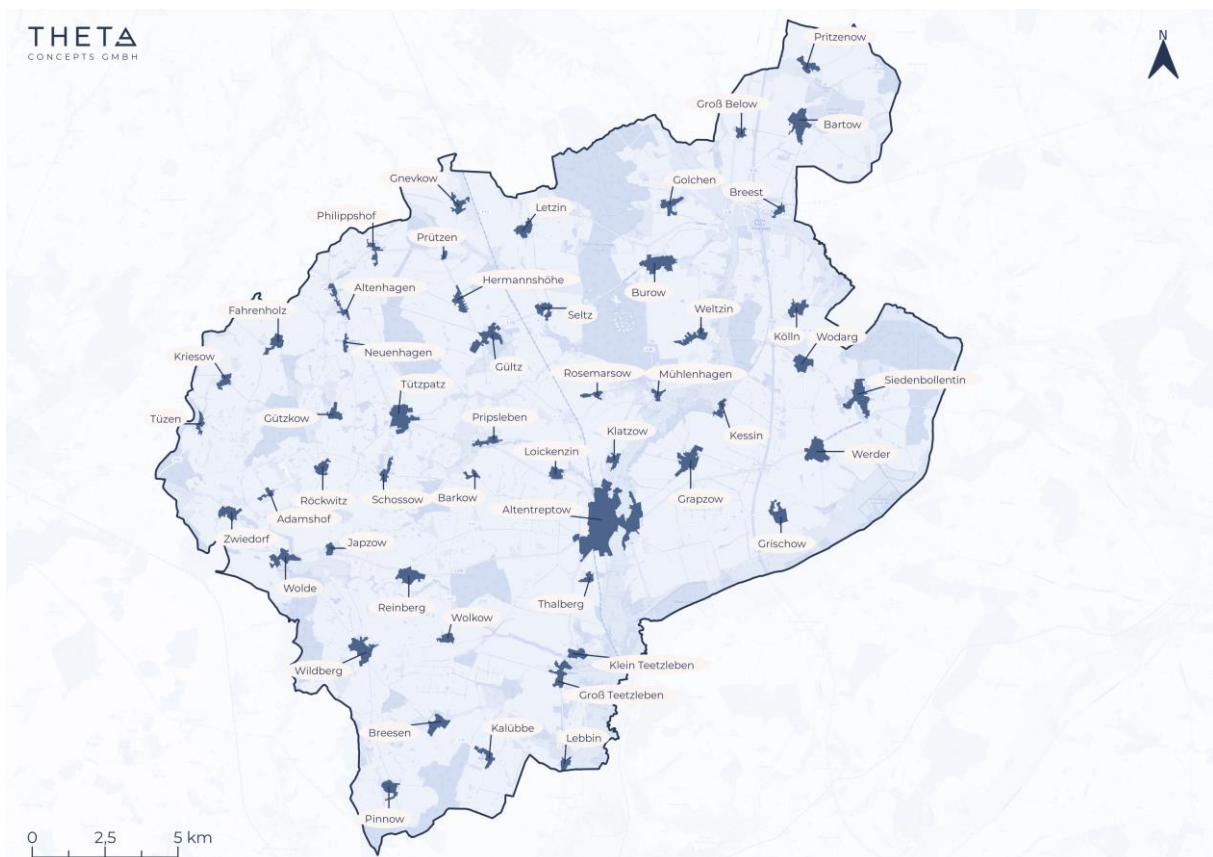 THETA
CONCEPTS GMBH
N
Pritzenow
Groß Below
Bartow
Gnevkow
Golchen
Breest
Philippshof
Letzin
Prützen
Altenhagen
Hermannshöhe
Burow
Fahrenholz
Seltz
Weltzin
Kölln
Wodarg
Neuenhagen
Gültz
Kriesow
Rosemarsow
Mühlenhagen
Siedenbollentin
Tützpatz
Tüzen
Gützkow
Pripsleben
Klatzow
Kessin
Loickenzin
Werder
Röckwitz
Schossow
Barkow
Grapzow
Altentreptow
Adamshof
Zwiedorf
Japzow
Grischow
Wolde
Reinberg
Thalberg
Wolkow
Wildberg
Klein Teetzleben
Groß Teetzleben
Breesen
Kalübbe
Lebbin
Pinnow
0 2,5 5 km